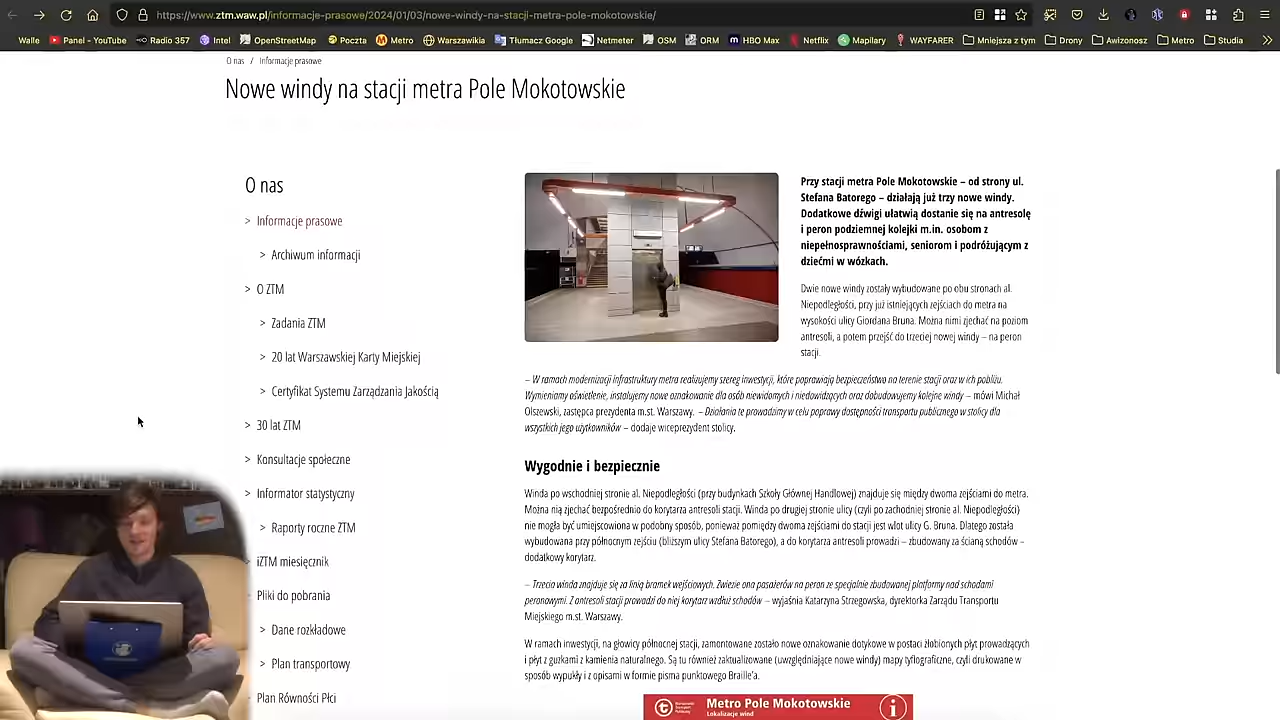 https://www.ztm.waw.pl/informacje-prasowe/2024/01/03/nowe-windy-na-stacji-metra-pole-mokotowskie/
Walle Panel - YouTube Radio 357 Intel OpenStreetMap Poczta Metro Warszawikia Tłumacz Google Netmeter OSM ORM HBO Max Netflix Mapilary WAYFARER Mniejsza z tym Drony Awizonosz Metro Studia
O nas / Informacje prasowe
Nowe windy na stacji metra Pole Mokotowskie
O nas
> Informacje prasowe
> Archiwum informacji
> O ZTM
> Zadania ZTM
> 20 lat Warszawskiej Karty Miejskiej
> Certyfikat Systemu Zarządzania Jakością
> 30 lat ZTM
> Konsultacje społeczne
> Informator statystyczny
> Raporty roczne ZTM
> iZTM miesięcznik
Pliki do pobrania
> Dane rozkładowe
> Plan transportowy
Plan Równości Płci
Przy stacji metra Pole Mokotowskie – od strony ul.
Stefana Batorego – działają już trzy nowe windy.
Dodatkowe dźwigi ułatwią dostanie się na antresolę
i peron podziemnej kolejki m.in. osobom z
niepełnosprawnościami, seniorom i podróżującym z
dziećmi w wózkach.
Dwie nowe windy zostały wybudowane po obu stronach al.
Niepodległości, przy już istniejących zejściach do metra na
wysokości ulicy Giordana Bruna. Można nimi zjechać na poziom
antresoli, a potem przejść do trzeciej nowej windy – na peron
stacji.
– W ramach modernizacji infrastruktury metra realizujemy szereg inwestycji, które poprawiają bezpieczeństwo na terenie stacji oraz w ich pobliżu.
Wymieniamy oświetlenie, instalujemy nowe oznakowanie dla osób niewidomych i niedowidzących oraz dobudowujemy kolejne windy – mówi Michał
Olszewski, zastępca prezydenta m.st. Warszawy. – Działania te prowadzimy w celu poprawy dostępności transportu publicznego w stolicy dla
wszystkich jego użytkowników – dodaje wiceprezydent stolicy.
Wygodnie i bezpiecznie
Winda po wschodniej stronie al. Niepodległości (przy budynkach Szkoły Głównej Handlowej) znajduje się między dwoma zejściami do metra.
Można nią zjechać bezpośrednio do korytarza antresoli stacji. Winda po drugiej stronie ulicy (czyli po zachodniej stronie al. Niepodległości)
nie mogła być umiejscowiona w podobny sposób, ponieważ pomiędzy dwoma zejściami do stacji jest wlot ulicy G. Bruna. Dlatego została
wybudowana przy północnym zejściu (bliższym ulicy Stefana Batorego), a do korytarza antresoli prowadzi – zbudowany za ścianą schodów –
dodatkowy korytarz.
– Trzecia winda znajduje się za linią bramek wejściowych. Zwiezie ona pasażerów na peron ze specjalnie zbudowanej platformy nad schodami
peronowymi. Z antresoli stacji prowadzi do niej korytarz wzdłuż schodów – wyjaśnia Katarzyna Strzegowska, dyrektorka Zarządu Transportu
Miejskiego m.st. Warszawy.
W ramach inwestycji, na głowicy północnej stacji, zamontowane zostało nowe oznakowanie dotykowe w postaci żłobionych płyt prowadzących
i płyt z guzkami z kamienia naturalnego. Są tu również zaktualizowane (uwzględniające nowe windy) mapy tyflograficzne, czyli drukowane w
sposób wypukły i z opisami w formie pisma punktowego Braille'a.
Metro Pole Mokotowskie
Lokalizacje wind